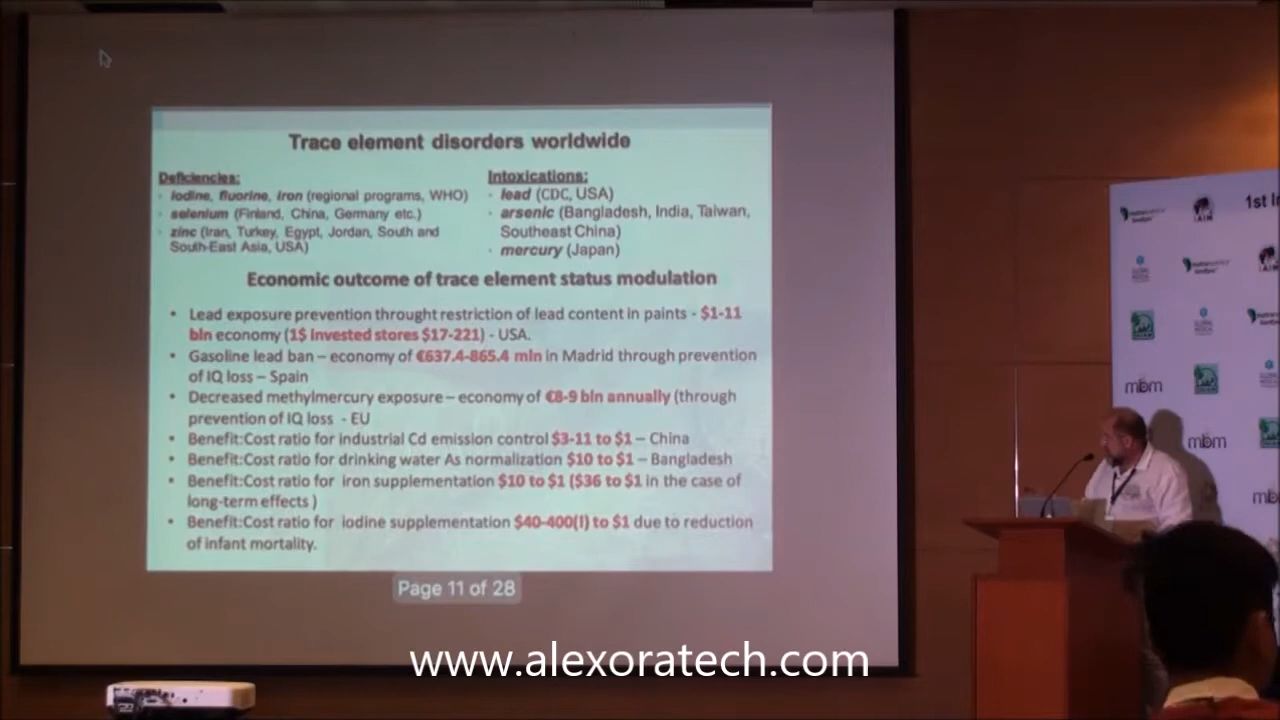 Trace element disorders worldwide
Deficiencies:
· iodine, fluorine, iron (regional programs, WHO)
· selenium (Finland, China, Germany etc.)
· zinc (Iran, Turkey, Egypt, Jordan, South and
South-East Asia, USA)
Intoxications:
· lead (CDC, USA)
· arsenic (Bangladesh, India, Taiwan,
Southeast China)
· mercury (Japan)
Economic outcome of trace element status modulation
• Lead exposure prevention throught restriction of lead content in paints - $1-11
bln economy (1$ invested stores $17-221) - USA.
• Gasoline lead ban – economy of €637.4-865.4 mln in Madrid through prevention
of IQ loss – Spain
• Decreased methylmercury exposure – economy of €8-9 bln annually (through
prevention of IQ loss - EU
• Benefit:Cost ratio for industrial Cd emission control $3-11 to $1 – China
• Benefit:Cost ratio for drinking water As normalization $10 to $1 – Bangladesh
• Benefit:Cost ratio for iron supplementation $10 to $1 ($36 to $1 in the case of
long-term effects )
• Benefit:Cost ratio for iodine supplementation $40-400(!) to $1 due to reduction
of infant mortality.
Page 11 of 28
www.alexoratech.com
1st
mbm
mbm